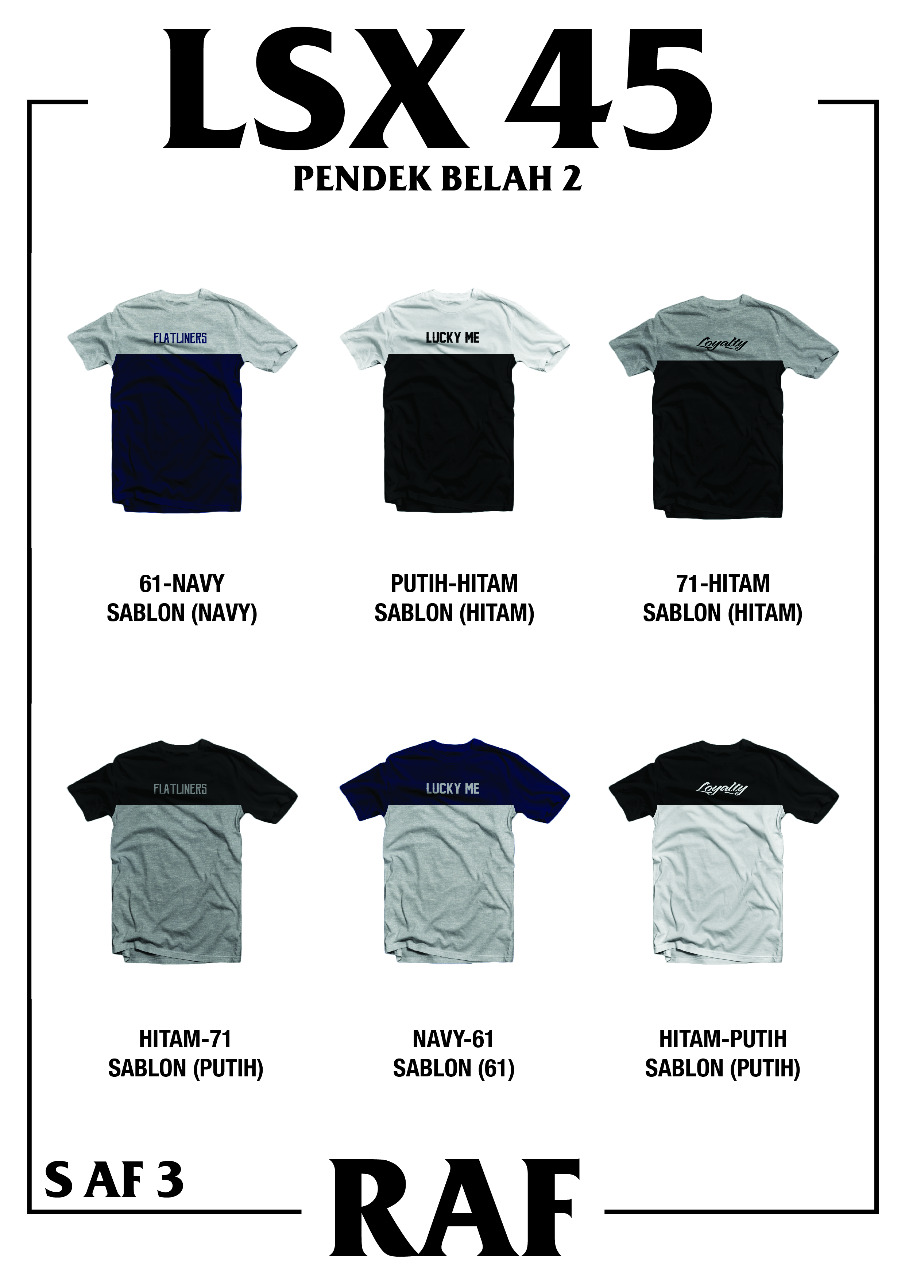 LSX 45
PENDEK BELAH 2
FLATLINERS
LUCKY ME
Loyalty
61-NAVY
SABLON (NAVY)
PUTIH-HITAM
SABLON (HITAM)
71-HITAM
SABLON (HITAM)
FLATLINERS
LUCKY ME
Loyalty
HITAM-71
SABLON (PUTIH)
NAVY-61
SABLON (61)
HITAM-PUTIH
SABLON (PUTIH)
S AF 3
RAF